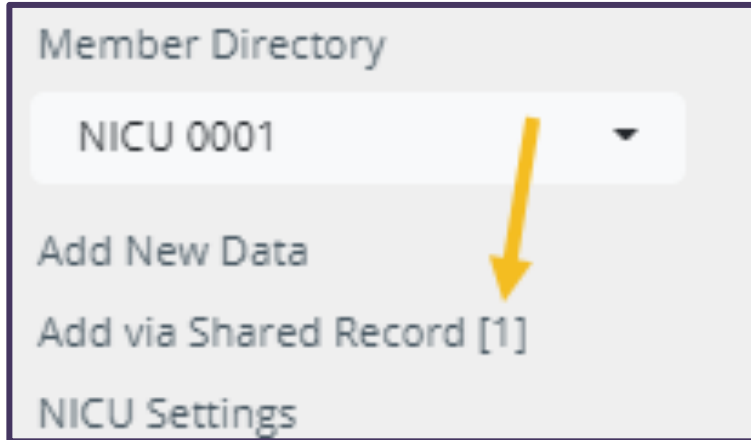 Member Directory
NICU 0001
Add New Data
Add via Shared Record [1]
NICU Settings